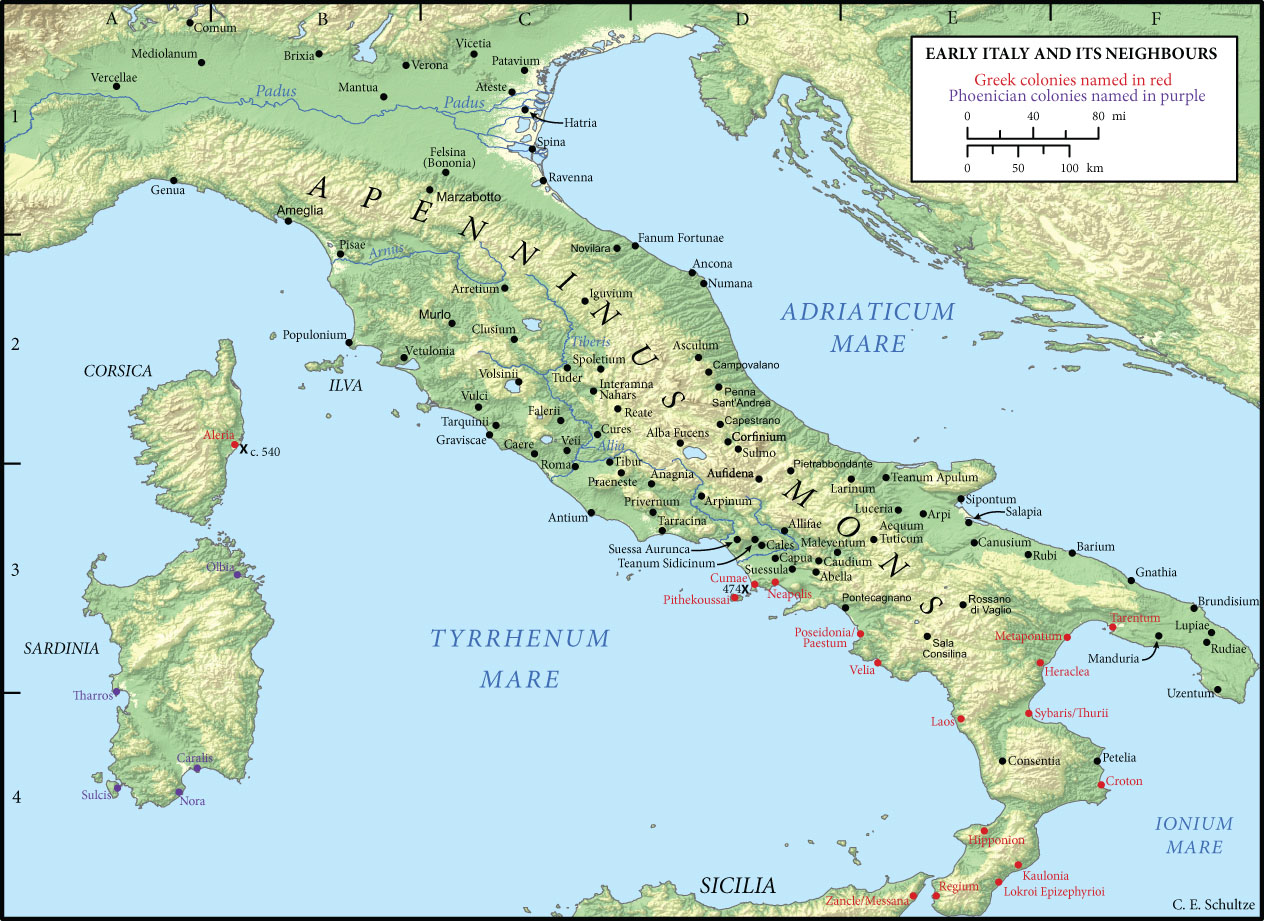 A
B
C
D
E
F
EARLY ITALY AND ITS NEIGHBOURS
Greek colonies named in red
Phoenician colonies named in purple
0 40 80 mi
0 50 100 km
1
2
3
4
Comum
Mediolanum
Brixia
Vicetia
Verona
Patavium
Vercellae
Mantua
Ateste
Padus
Padus
Hatria
Spina
Felsina
(Bononia)
Ravenna
Genua
Marzabotto
Ameglia
APENNINUS MONS
Pisae
Arnus
Novilara
Fanum Fortunae
Ancona
Numana
Arretium
Iguvium
Murlo
Clusium
Populonium
Vetulonia
Tiberis
Asculum
Spoletium
Campovalano
Tuder
Volsinii
Interamna
Nahars
Penna
Sant'Andrea
CORSICA
ILVA
ADRIATICUM
MARE
Vulci
Falerii
Reate
Capestrano
Tarquinii
Cures
Alba Fucens
Corfinium
Graviscae
Caere
Veii
Allia
Sulmo
Aleria
X c. 540
Roma
Tibur
Praeneste
Anagnia
Aufidena
Pietrabbondante
Larinum
Teanum Apulum
Privernum
Arpinum
Sipontum
Salapia
Luceria
Arpi
Antium
Tarracina
Allifae
Aequum
Tuticum
Canusium
Rubi
Barium
Suessa Aurunca
Cales
Maleventum
Teanum Sidicinum
Capua
Caudium
Suessula
Abella
Gnathia
Cumae
474X
Neapolis
Pithekoussai
Pontecagnano
Rossano
di Vaglio
Brundisium
Olbia
Poseidonia/
Paestum
Sala
Consilina
Metapontum
Tarentum
Lupiae
Rudiae
Manduria
Velia
Heraclea
Uzentum
SARDINIA
TYRRHENUM
MARE
Tharros
Laos
Sybaris/Thurii
Caralis
Consentia
Petelia
Croton
Sulcis
Nora
IONIUM
MARE
Hipponion
Kaulonia
SICILIA
Regium
Lokroi Epizephyrioi
Zancle/Messana
C. E. Schultze